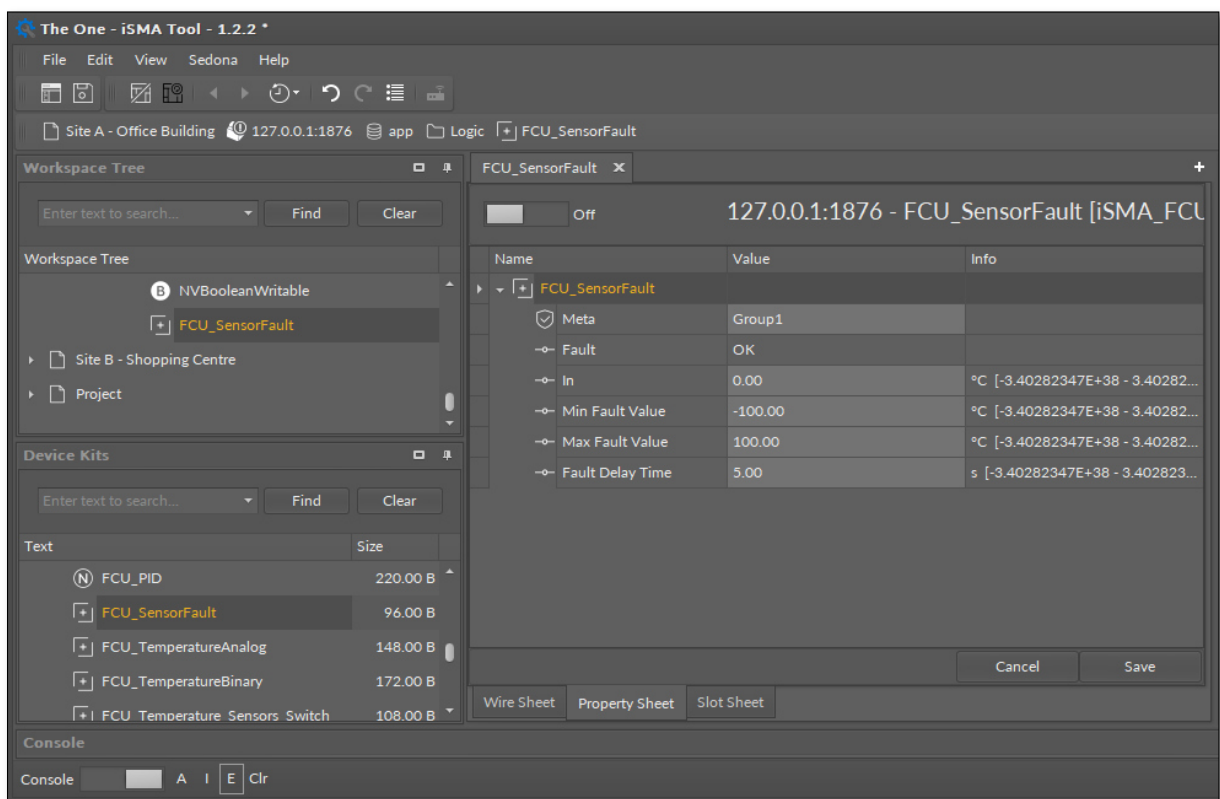 The One - iSMA Tool - 1.2.2 *
File Edit View Sedona Help
Site A - Office Building 127.0.0.1:1876 app Logic FCU_SensorFault
Workspace Tree
Enter text to search... Find Clear
Workspace Tree
B NVBooleanWritable
FCU_SensorFault
Site B - Shopping Centre
Project
Device Kits
Enter text to search... Find Clear
Text Size
N FCU_PID 220.00 B
FCU_SensorFault 96.00 B
FCU_TemperatureAnalog 148.00 B
FCU_TemperatureBinary 172.00 B
FCU_Temperature_Sensors_Switch 108.00 B
FCU_SensorFault
Off 127.0.0.1:1876 - FCU_SensorFault [iSMA_FCU
Name Value Info
FCU_SensorFault
Meta Group1
Fault OK
In 0.00 °C [-3.40282347E+38 - 3.40282...
Min Fault Value -100.00 °C [-3.40282347E+38 - 3.40282...
Max Fault Value 100.00 °C [-3.40282347E+38 - 3.40282...
Fault Delay Time 5.00 s [-3.40282347E+38 - 3.402823...
Cancel Save
Wire Sheet Property Sheet Slot Sheet
Console
Console A I E Clr